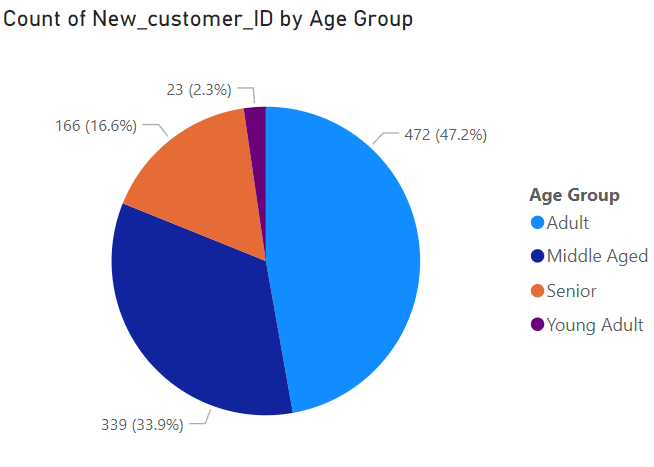 Count of New_customer_ID by Age Group
23 (2.3%)
166 (16.6%)
472 (47.2%)
339 (33.9%)
Age Group
Adult
Middle Aged
Senior
Young Adult